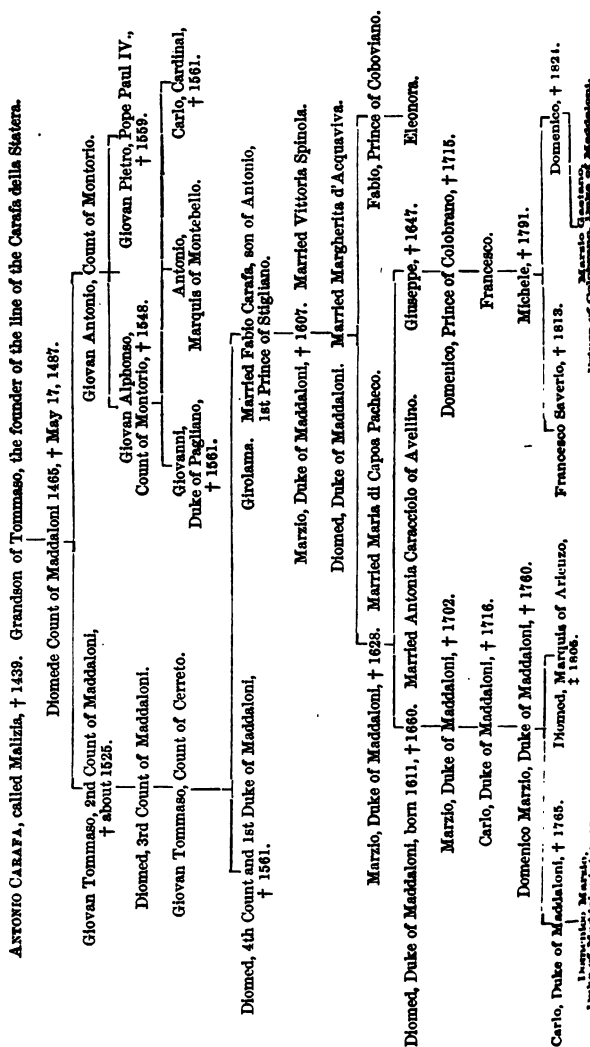 ANTONIO CARAFA, called Malizia, † 1439. Grandson of Tommaso, the founder of the line of the Carafa della Statera.
Diomede Count of Maddaloni 1465, † May 17, 1487.
Giovan Tommaso, 2nd Count of Maddaloni,
† about 1525.
Giovan Antonio, Count of Montorio.
Diomed, 3rd Count of Maddaloni.
Giovan Alphonso,
Count of Montorio, † 1548.
Giovan Pietro, Pope Paul IV.,
† 1559.
Giovan Tommaso, Count of Cerreto.
Giovanni,
Duke of Pagliano,
† 1561.
Antonio,
Marquis of Montebello.
Carlo, Cardinal,
† 1561.
Diomed, 4th Count and 1st Duke of Maddaloni,
† 1561.
Girolama. Married Fabio Carafa, son of Antonio,
1st Prince of Stigliano.
Marzio, Duke of Maddaloni, † 1607. Married Vittoria Spinola.
Diomed, Duke of Maddaloni. Married Margherita d'Acquaviva.
Marzio, Duke of Maddaloni, † 1628. Married Maria di Capoa Pacheco.
Fabio, Prince of Coboviano.
Diomed, Duke of Maddaloni, born 1611, † 1660. Married Antonia Caracciolo of Avellino.
Giuseppe, † 1647.
Eleonora.
Marzio, Duke of Maddaloni, † 1702.
Domenico, Prince of Colobrano, † 1715.
Carlo, Duke of Maddaloni, † 1716.
Francesco.
Domenico Marzio, Duke of Maddaloni, † 1760.
Michele, † 1791.
Carlo, Duke of Maddaloni, † 1765.
Diomed, Marquis of Arienzo,
‡ 1805.
Francesco Saverio, † 1813.
Domenico, † 1824.
Domenico Marzio,
Marzio Gaetano,